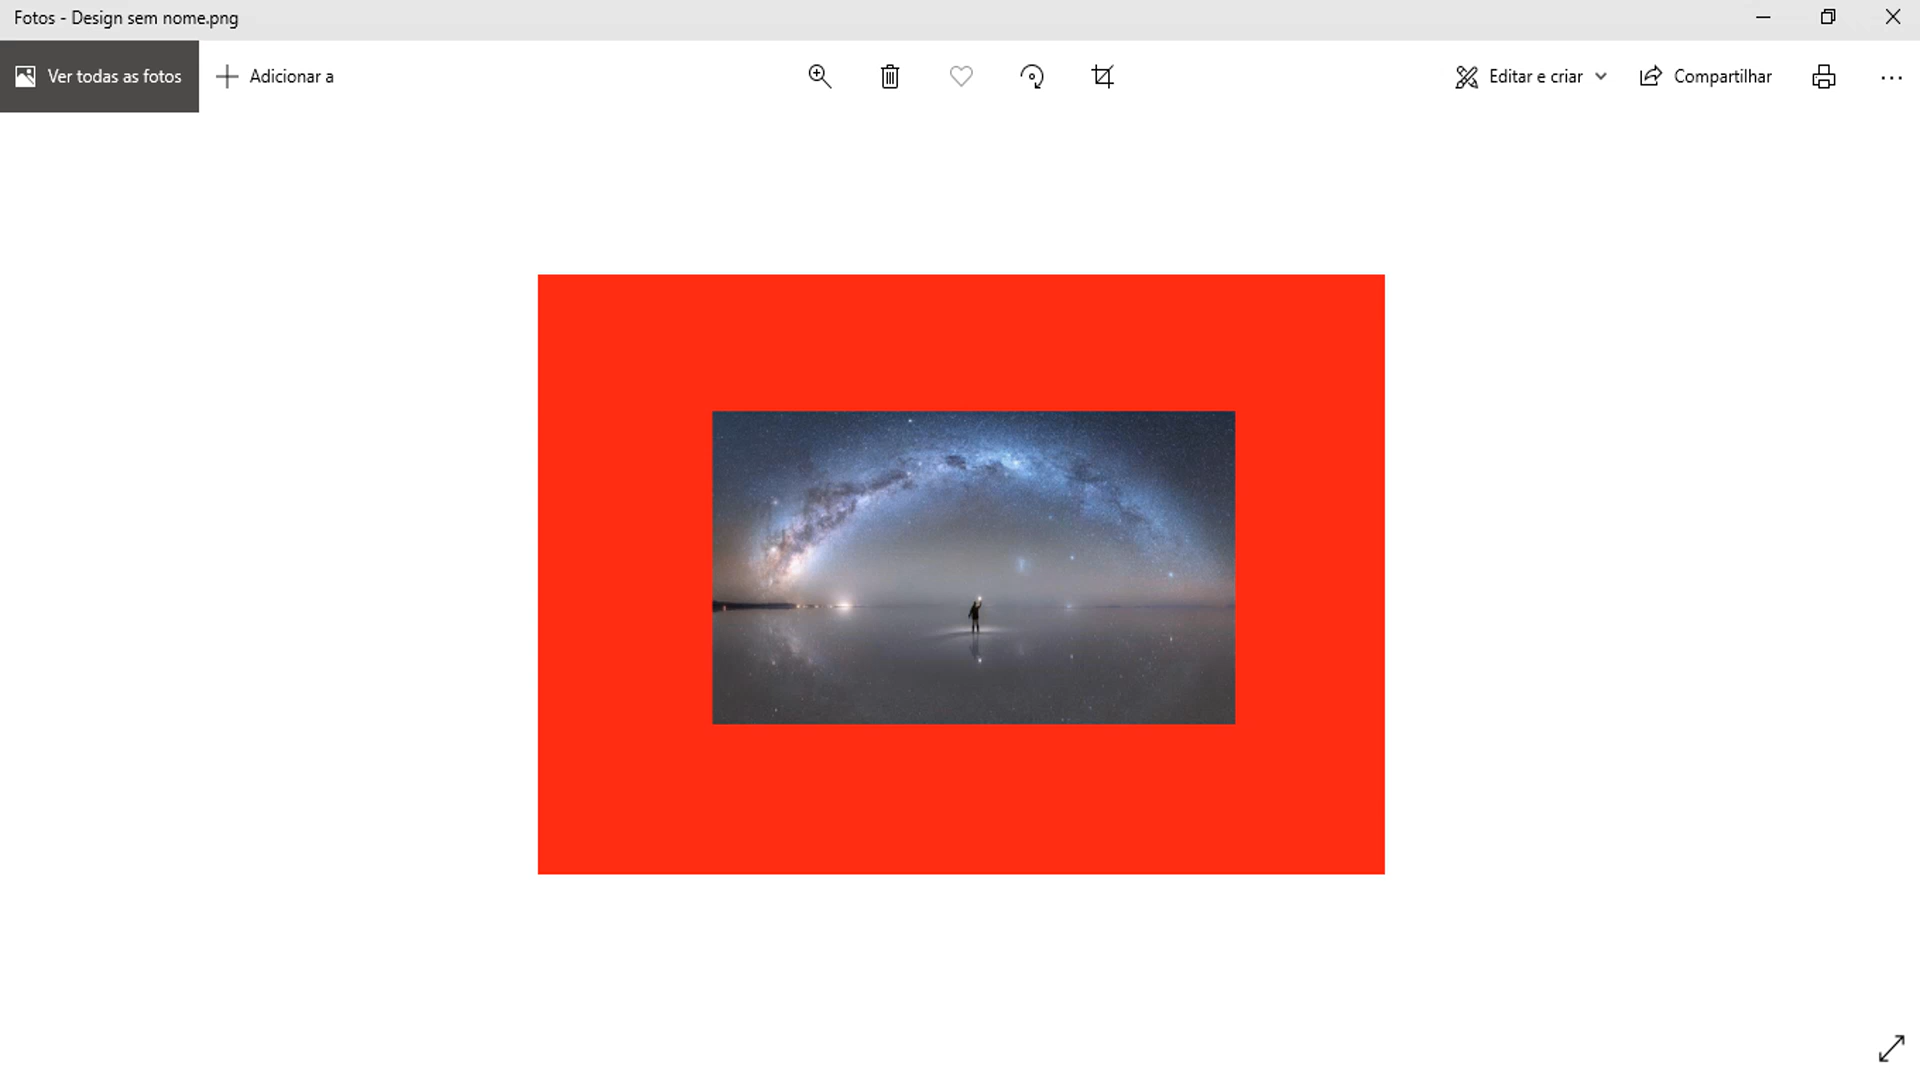 Fotos - Design sem nome.png
Ver todas as fotos
Adicionar a
Editar e criar
Compartilhar